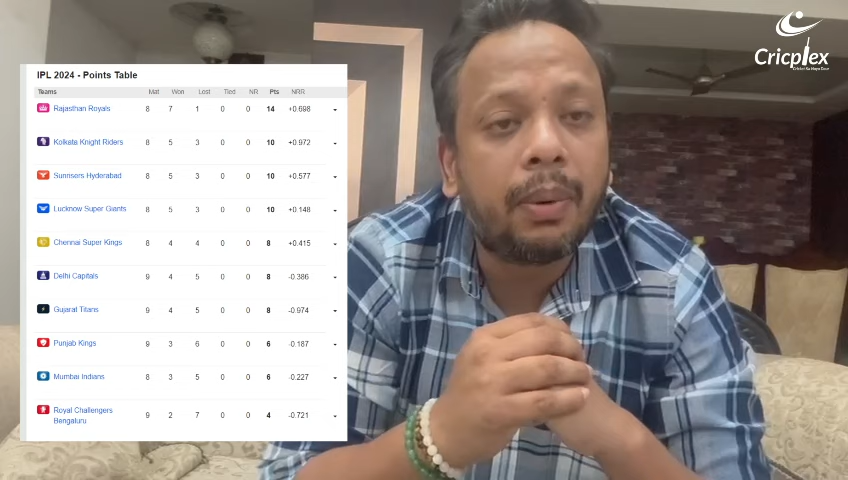 IPL 2024 - Points Table
Teams Mat Won Lost Tied NR Pts NRR
Rajasthan Royals 8 7 1 0 0 14 +0.698
Kolkata Knight Riders 8 5 3 0 0 10 +0.972
Sunrisers Hyderabad 8 5 3 0 0 10 +0.577
Lucknow Super Giants 8 5 3 0 0 10 +0.148
Chennai Super Kings 8 4 4 0 0 8 +0.415
Delhi Capitals 9 4 5 0 0 8 -0.386
Gujarat Titans 9 4 5 0 0 8 -0.974
Punjab Kings 9 3 6 0 0 6 -0.187
Mumbai Indians 8 3 5 0 0 6 -0.227
Royal Challengers Bengaluru 9 2 7 0 0 4 -0.721
Cricplex